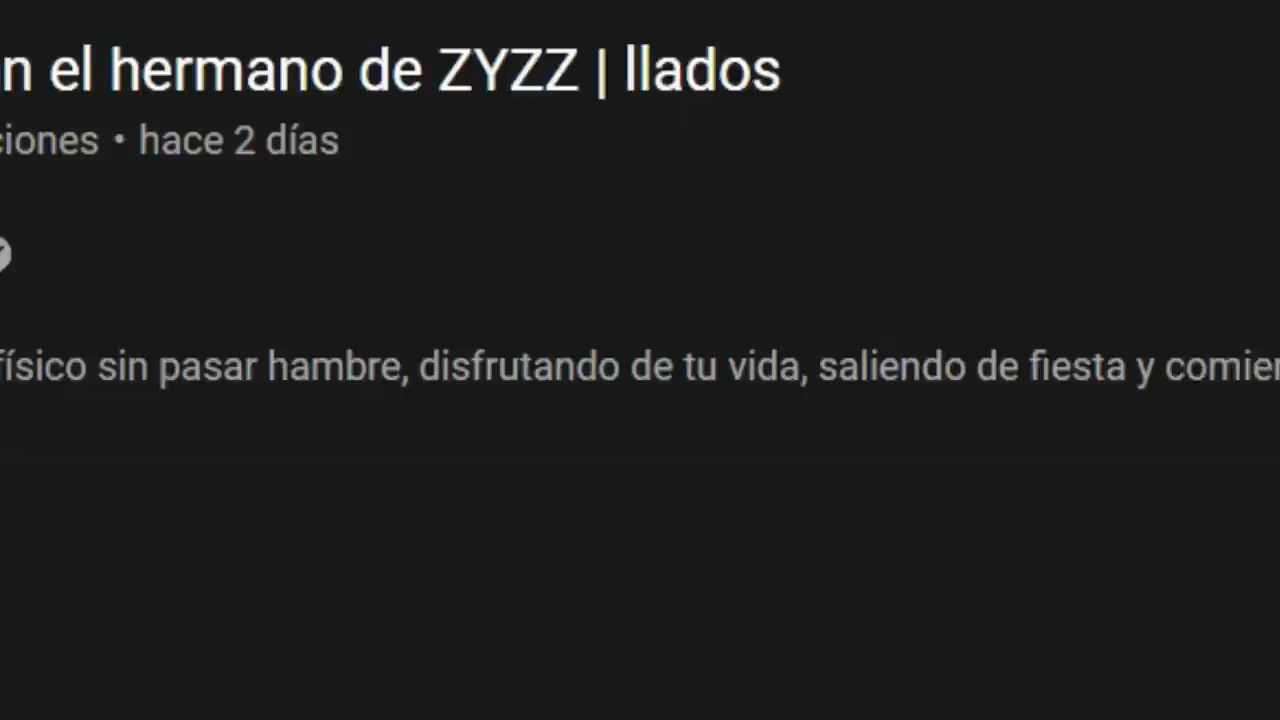 n el hermano de ZYZZ | llados
ciones • hace 2 días
físico sin pasar hambre, disfrutando de tu vida, saliendo de fiesta y comier